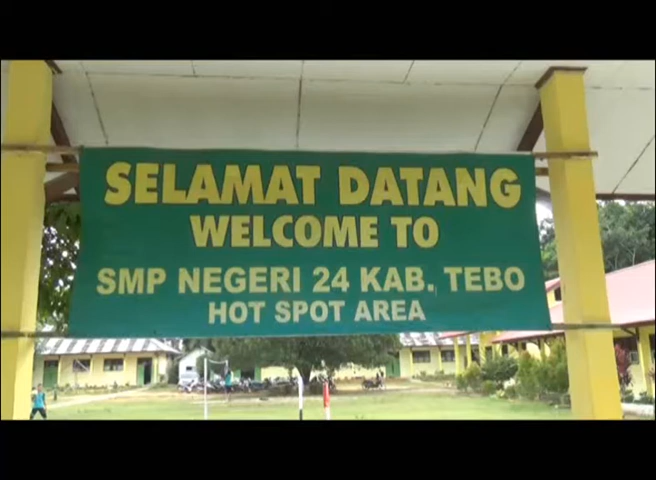 SELAMAT DATANG
WELCOME TO
SMP NEGERI 24 KAB. TEBO
HOT SPOT AREA